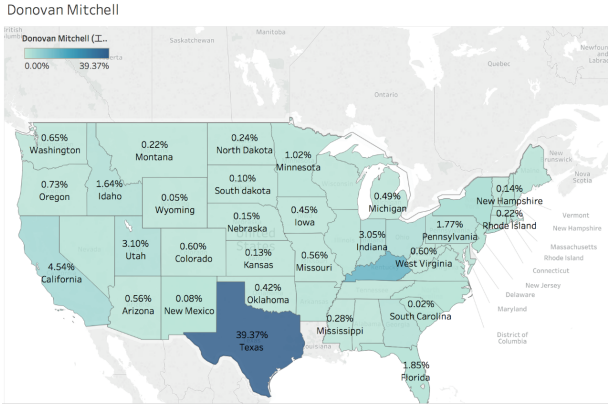 Donovan Mitchell
Donovan Mitchell (工..
0.00%
39.37%
Saskatchewan
Manitoba
Ontario
Quebec
0.65%
Washington
0.22%
Montana
0.24%
North Dakota
1.02%
Minnesota
0.73%
Oregon
1.64%
Idaho
0.05%
Wyoming
0.10%
South dakota
0.49%
Michigan
0.14%
New Hampshire
0.22%
Rhode Island
0.15%
Nebraska
0.45%
Iowa
3.05%
Indiana
1.77%
Pennsylvania
4.54%
California
3.10%
Utah
0.60%
Colorado
0.13%
Kansas
0.56%
Missouri
0.60%
West Virginia
0.56%
Arizona
0.08%
New Mexico
0.42%
Oklahoma
0.28%
Mississippi
0.02%
South Carolina
39.37%
Texas
1.85%
Florida
Nova
Scotia
Vermont
New Hampshire
Massachusetts
Rhode Island
Connecticut
New Jersey
Delaware
Maryland
District of
Columbia